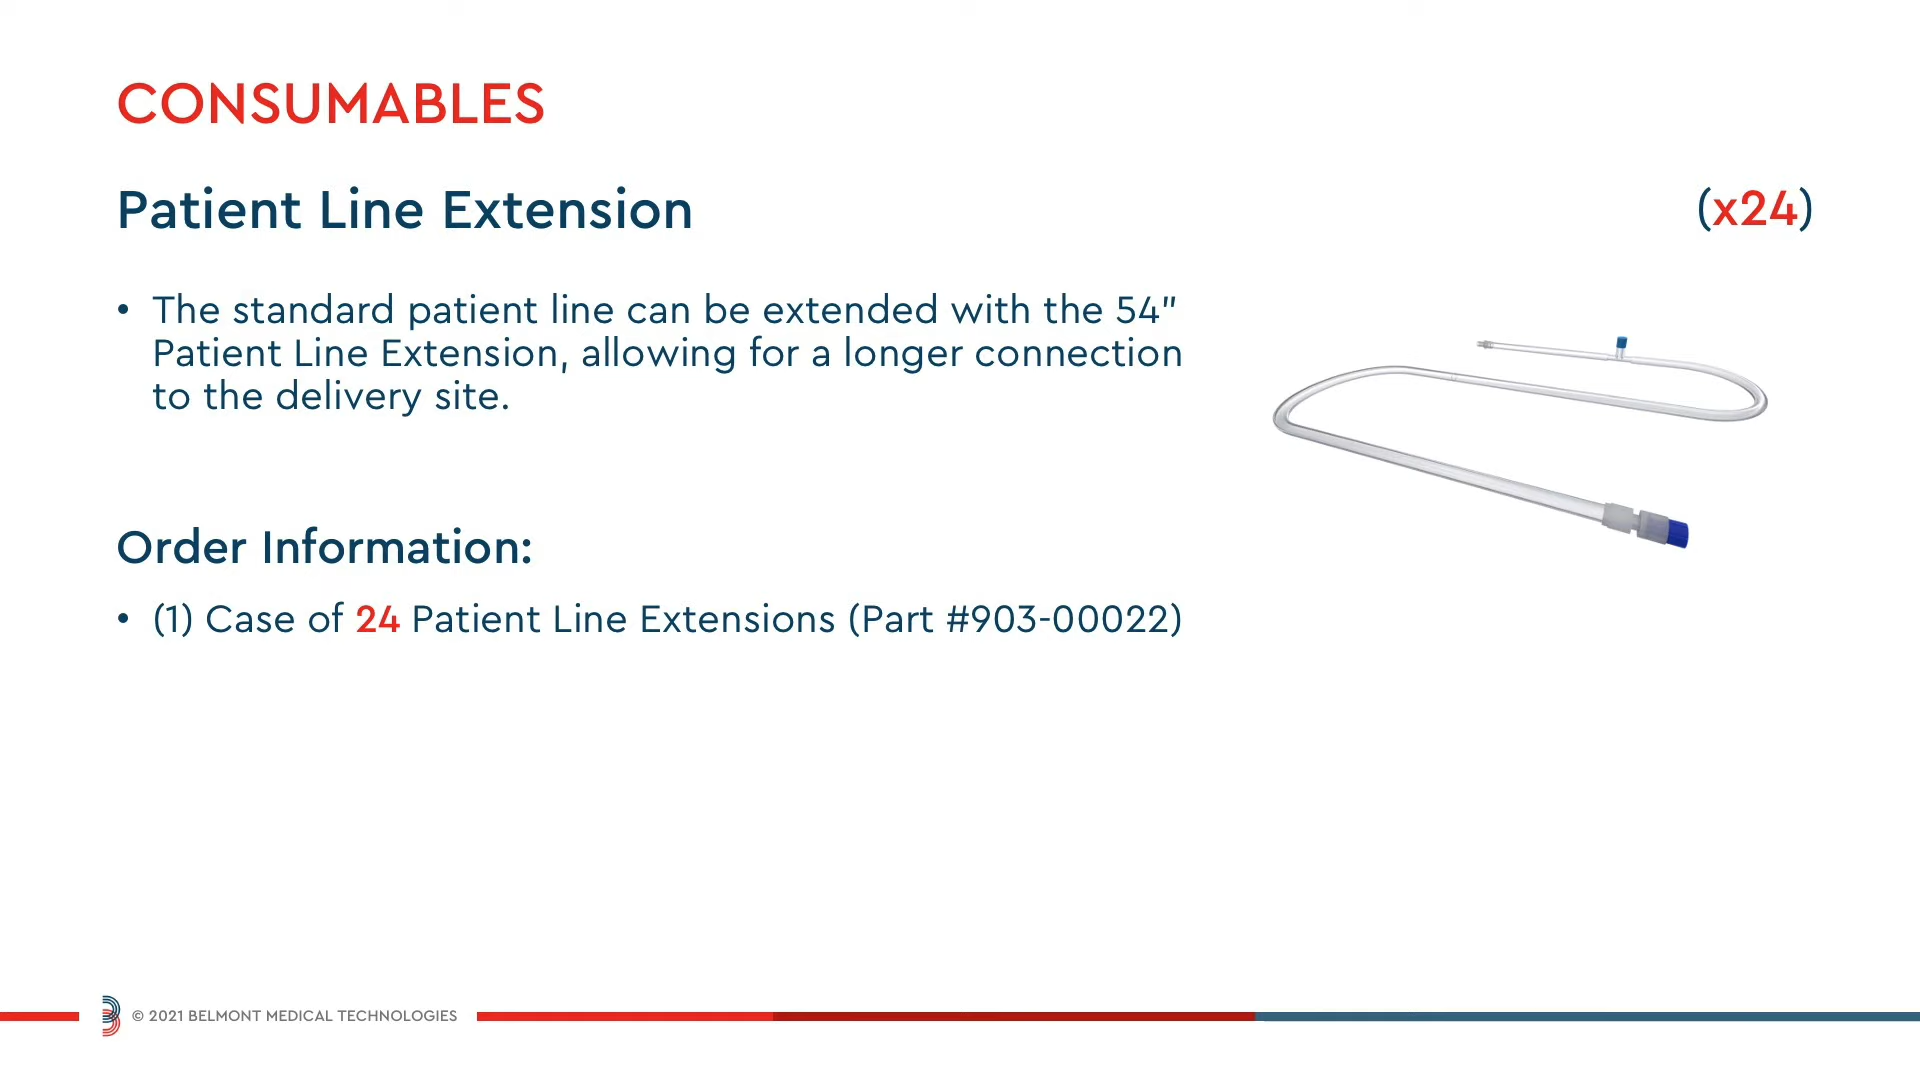 CONSUMABLES
Patient Line Extension
(x24)
• The standard patient line can be extended with the 54"
Patient Line Extension, allowing for a longer connection
to the delivery site.
Order Information:
• (1) Case of 24 Patient Line Extensions (Part #903-00022)
© 2021 BELMONT MEDICAL TECHNOLOGIES